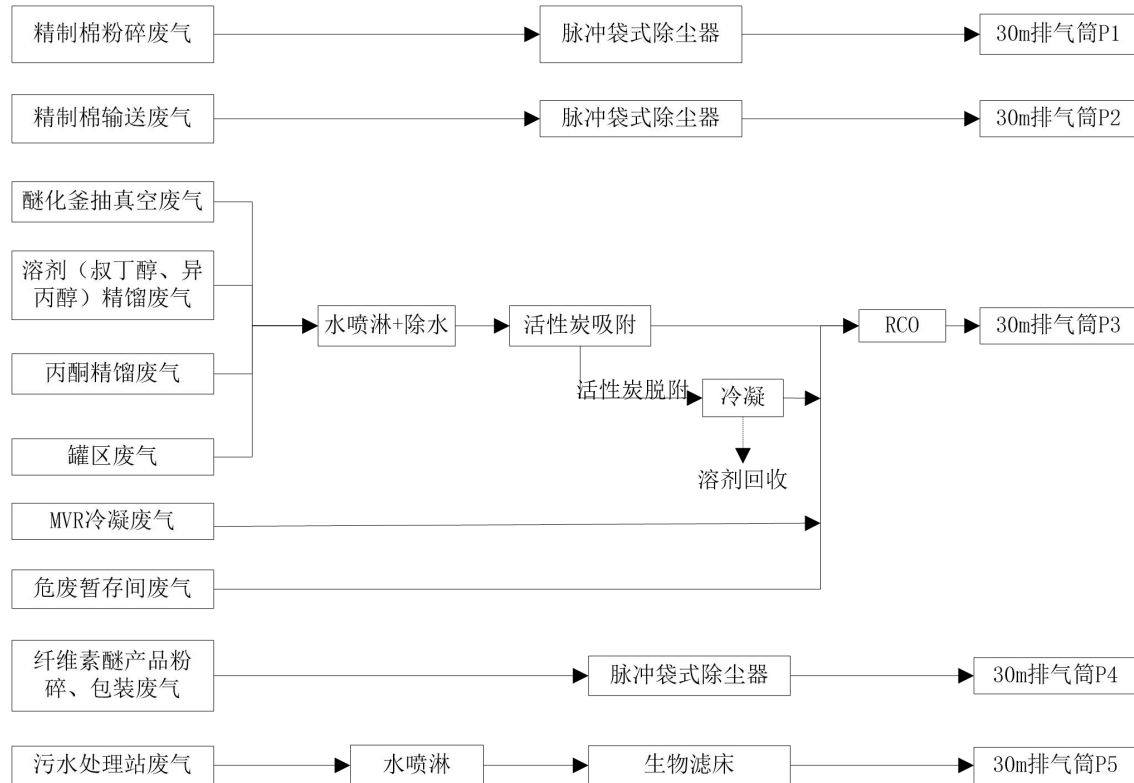 精制棉粉碎废气
脉冲袋式除尘器
30m排气筒P1
精制棉输送废气
脉冲袋式除尘器
30m排气筒P2
醚化釜抽真空废气
溶剂（叔丁醇、异
丙醇）精馏废气
水喷淋+除水
活性炭吸附
RCO
30m排气筒P3
丙酮精馏废气
活性炭脱附
冷凝
罐区废气
溶剂回收
MVR冷凝废气
危废暂存间废气
纤维素醚产品粉
碎、包装废气
脉冲袋式除尘器
30m排气筒P4
污水处理站废气
水喷淋
生物滤床
30m排气筒P5